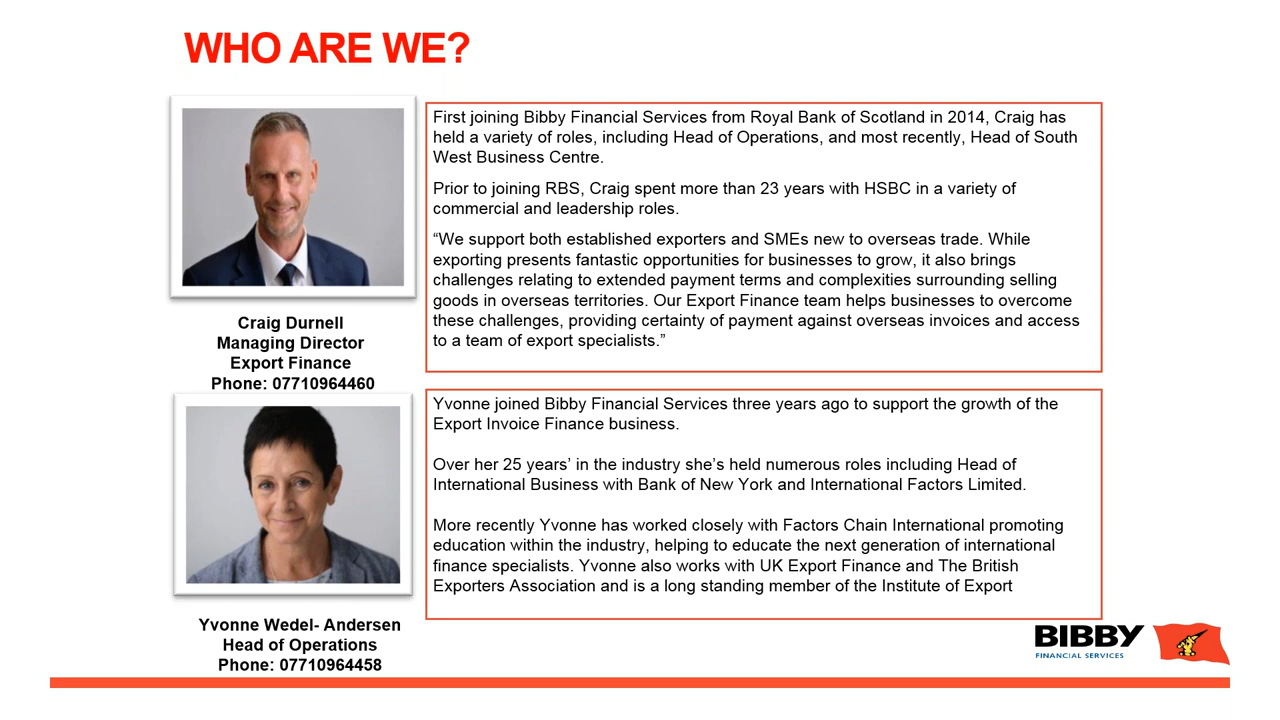 WHO ARE WE?
First joining Bibby Financial Services from Royal Bank of Scotland in 2014, Craig has
held a variety of roles, including Head of Operations, and most recently, Head of South
West Business Centre.
Prior to joining RBS, Craig spent more than 23 years with HSBC in a variety of
commercial and leadership roles.
“We support both established exporters and SMEs new to overseas trade. While
exporting presents fantastic opportunities for businesses to grow, it also brings
challenges relating to extended payment terms and complexities surrounding selling
goods in overseas territories. Our Export Finance team helps businesses to overcome
these challenges, providing certainty of payment against overseas invoices and access
to a team of export specialists.”
Craig Durnell
Managing Director
Export Finance
Phone: 07710964460
Yvonne joined Bibby Financial Services three years ago to support the growth of the
Export Invoice Finance business.
Over her 25 years’ in the industry she’s held numerous roles including Head of
International Business with Bank of New York and International Factors Limited.
More recently Yvonne has worked closely with Factors Chain International promoting
education within the industry, helping to educate the next generation of international
finance specialists. Yvonne also works with UK Export Finance and The British
Exporters Association and is a long standing member of the Institute of Export
Yvonne Wedel- Andersen
Head of Operations
Phone: 07710964458
BIBBY
FINANCIAL SERVICES